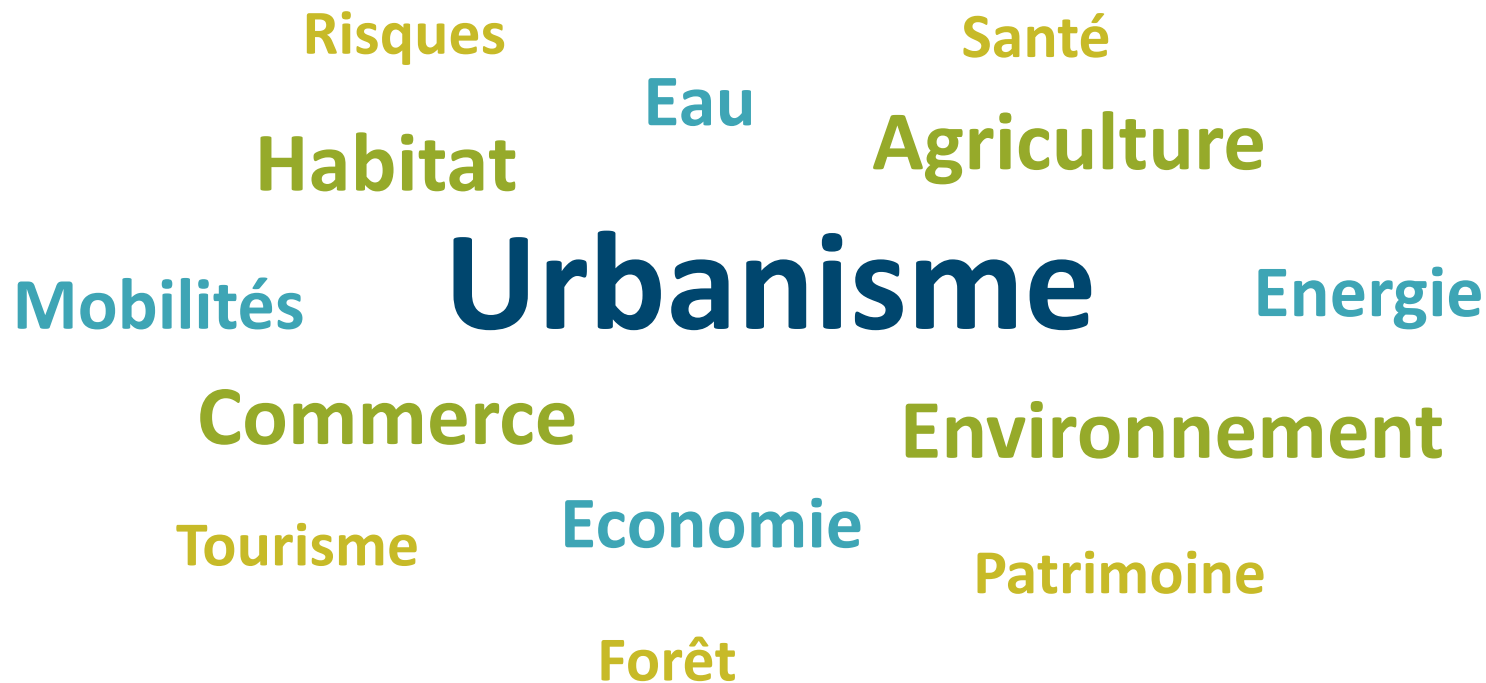 Risques
Santé
Eau
Habitat
Agriculture
Urbanisme
Mobilités
Energie
Commerce
Environnement
Economie
Tourisme
Patrimoine
Forêt